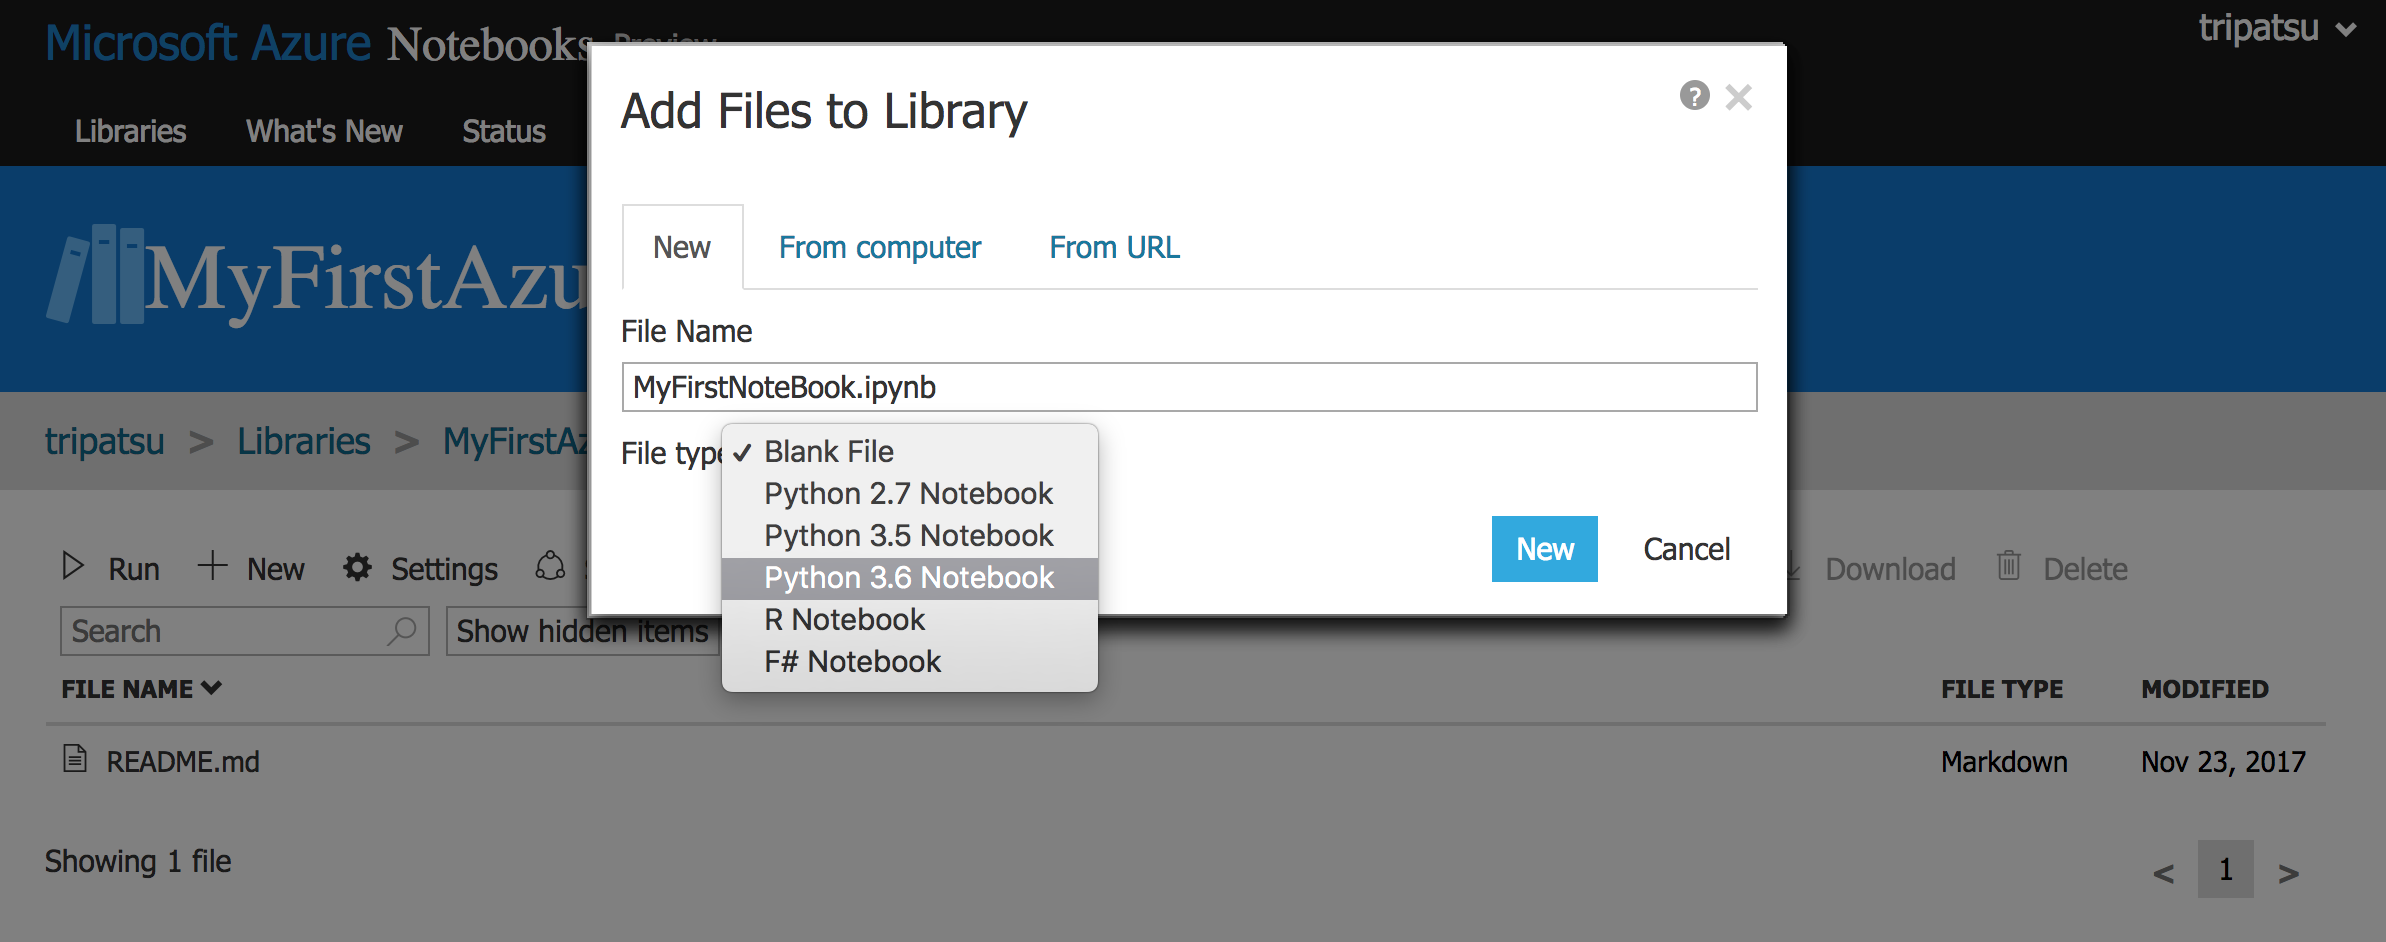 Microsoft Azure Notebooks Preview
tripatsu
Libraries What's New Status
Add Files to Library
?
New From computer From URL
MyFirstAzu
File Name
MyFirstNoteBook.ipynb
tripatsu > Libraries > MyFirstAz
File type
✓ Blank File
Python 2.7 Notebook
Python 3.5 Notebook
Python 3.6 Notebook
R Notebook
F# Notebook
New Cancel
Run New Settings Download Delete
Search Show hidden items
FILE NAME FILE TYPE MODIFIED
README.md Markdown Nov 23, 2017
Showing 1 file
< 1 >